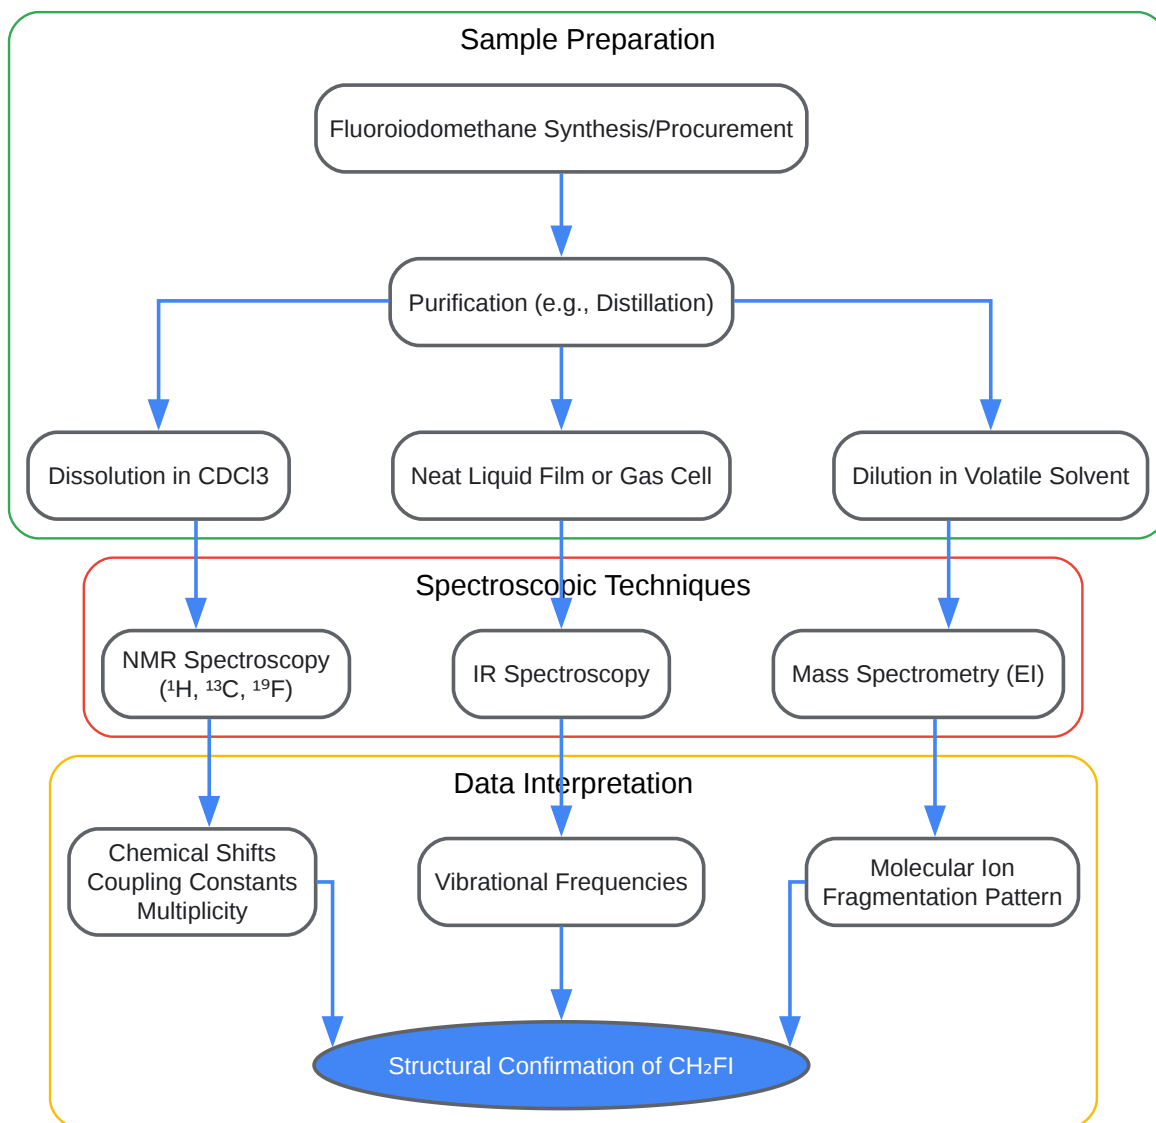 Sample Preparation
Fluoroiodomethane Synthesis/Procurement
Purification (e.g., Distillation)
Dissolution in CDCl3
Neat Liquid Film or Gas Cell
Dilution in Volatile Solvent
Spectroscopic Techniques
NMR Spectroscopy
(¹H, ¹³C, ¹⁹F)
IR Spectroscopy
Mass Spectrometry (EI)
Data Interpretation
Chemical Shifts
Coupling Constants
Multiplicity
Vibrational Frequencies
Molecular Ion
Fragmentation Pattern
Structural Confirmation of CH₂FI